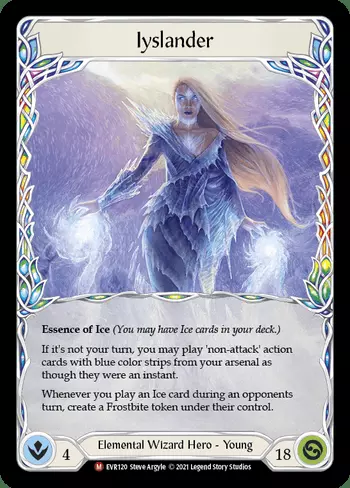 Iyslander
Essence of Ice (You may have Ice cards in your deck.)
If it's not your turn, you may play 'non-attack' action
cards with blue color strips from your arsenal as
though they were an instant.
Whenever you play an Ice card during an opponents
turn, create a Frostbite token under their control.
4
Elemental Wizard Hero - Young
18
M EVR120 Steve Argyle © 2021 Legend Story Studios